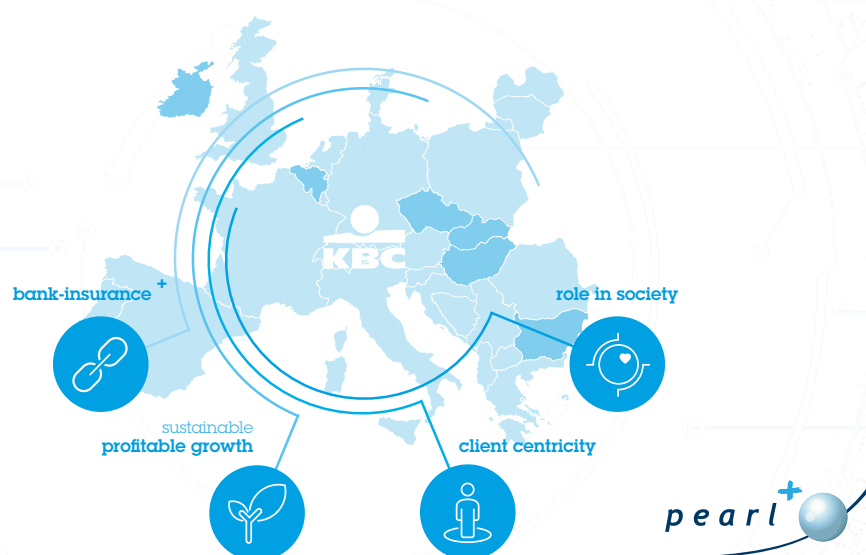 KBC
bank-insurance +
role in society
sustainable
profitable growth
client centricity
pearl+